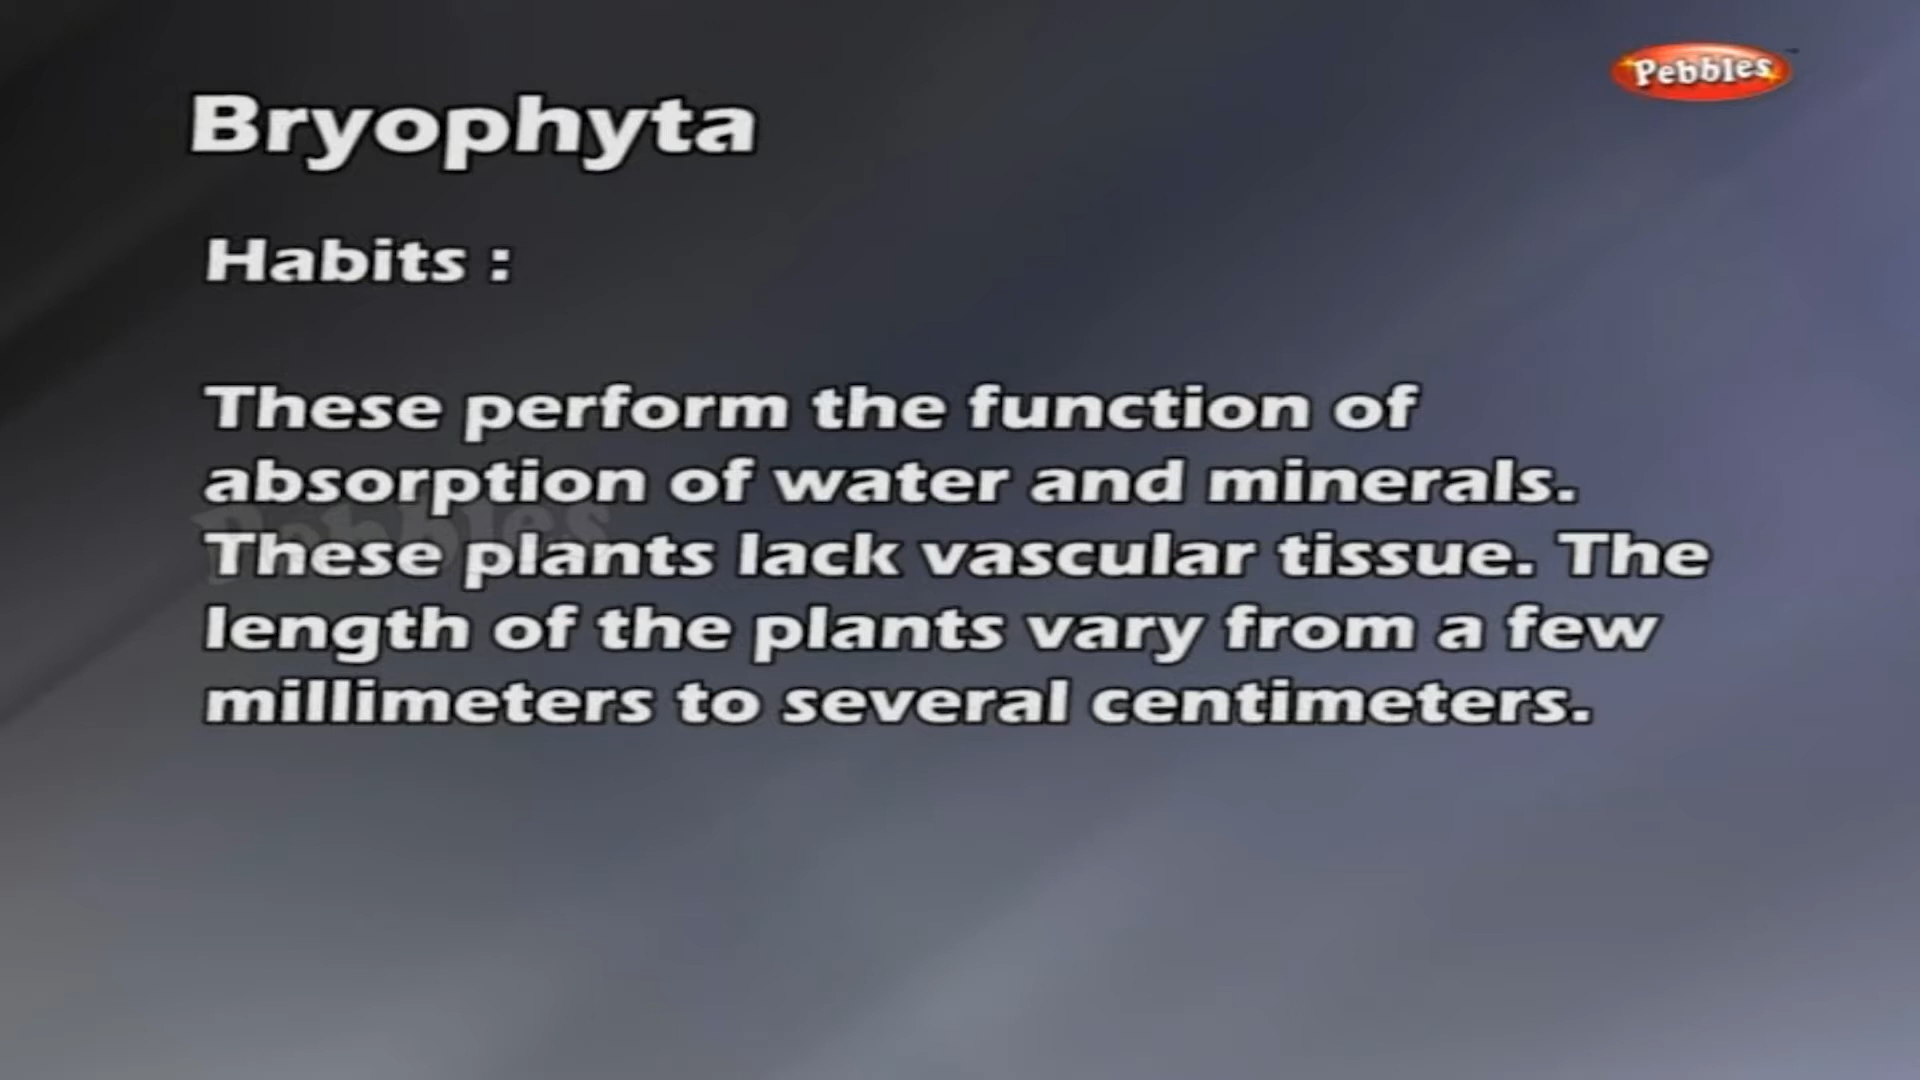 Pebbles
Bryophyta
Habits :
These perform the function of
absorption of water and minerals.
These plants lack vascular tissue. The
length of the plants vary from a few
millimeters to several centimeters.
Pebbles